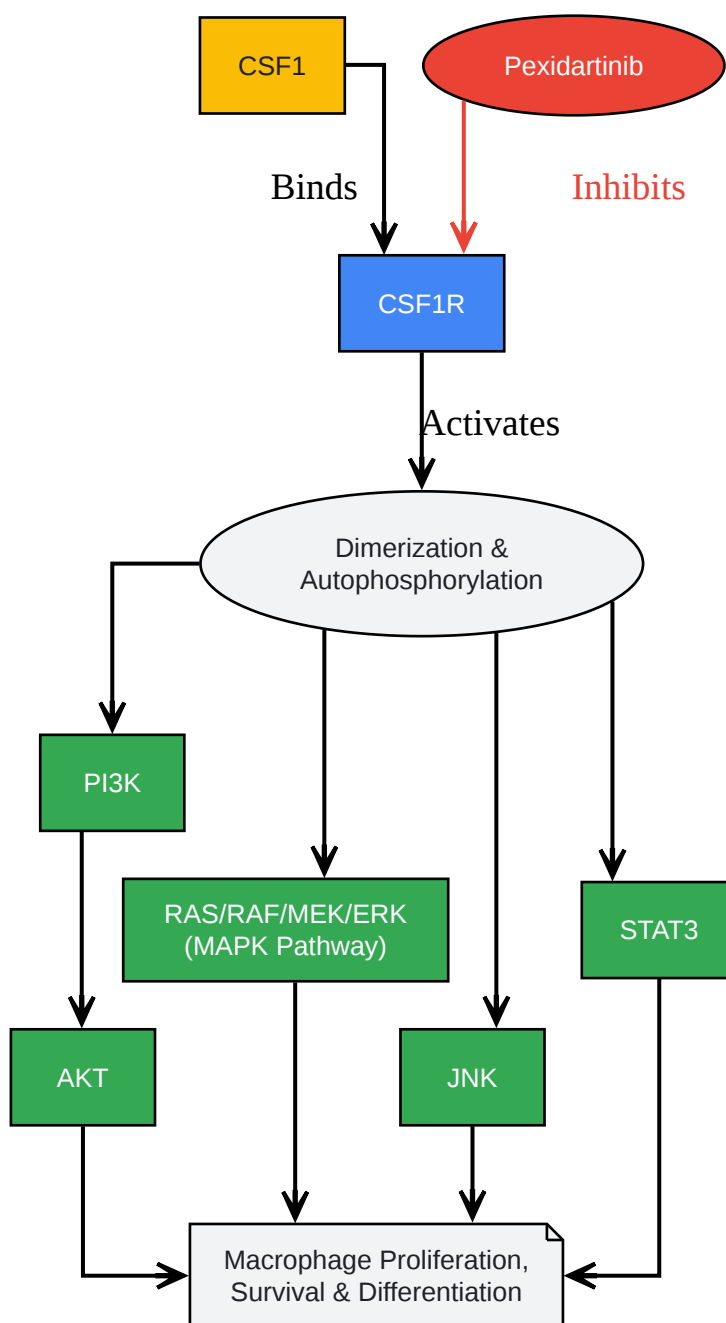 CSF1
Pexidartinib
Binds
Inhibits
CSF1R
Activates
Dimerization &
Autophosphorylation
PI3K
RAS/RAF/MEK/ERK
(MAPK Pathway)
STAT3
AKT
JNK
Macrophage Proliferation,
Survival & Differentiation